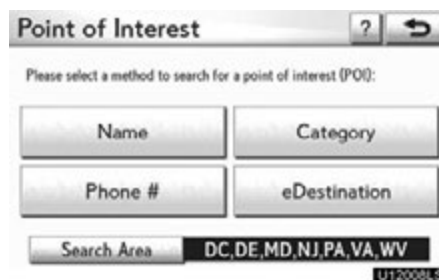 Point of Interest ?
Please select a method to search for a point of interest (POI):
Name Category
Phone # eDestination
Search Area DC,DE,MD,NJ,PA,VA,WV